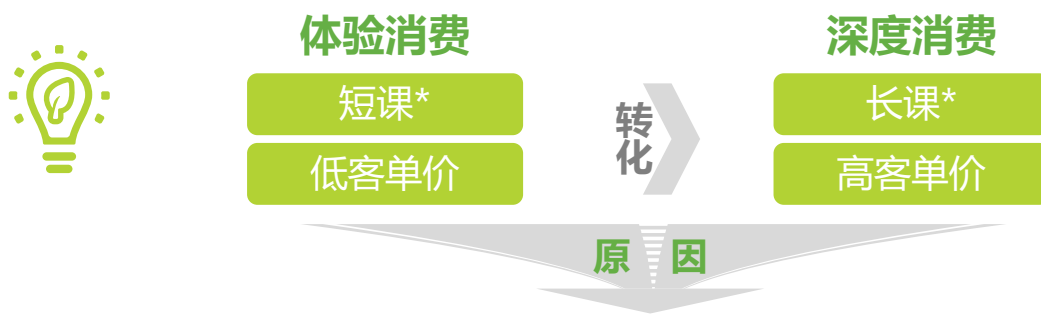 体验消费
深度消费
短课*
转化
长课*
低客单价
高客单价
原因